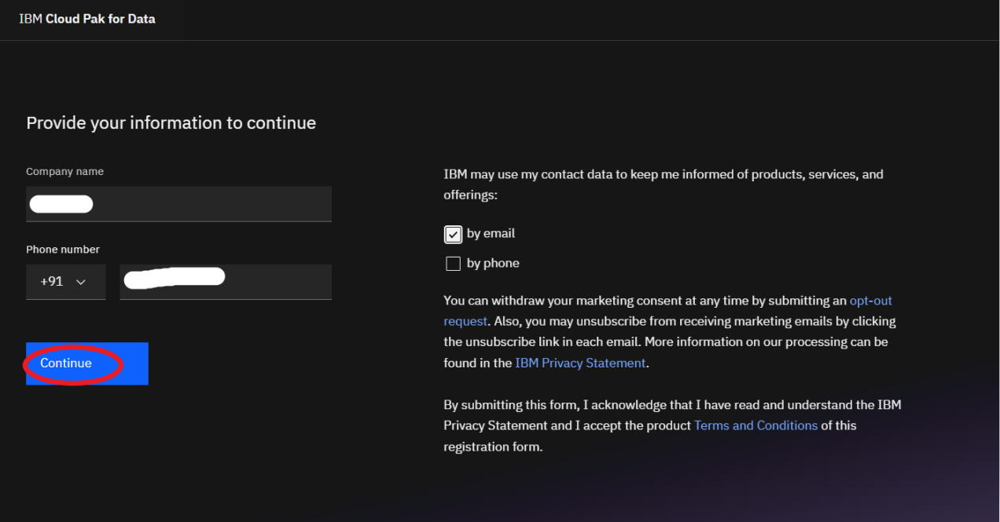 IBM Cloud Pak for Data
Provide your information to continue
Company name
Phone number
+91
Continue
IBM may use my contact data to keep me informed of products, services, and
offerings:
by email
by phone
You can withdraw your marketing consent at any time by submitting an opt-out
request. Also, you may unsubscribe from receiving marketing emails by clicking
the unsubscribe link in each email. More information on our processing can be
found in the IBM Privacy Statement.
By submitting this form, I acknowledge that I have read and understand the IBM
Privacy Statement and I accept the product Terms and Conditions of this
registration form.